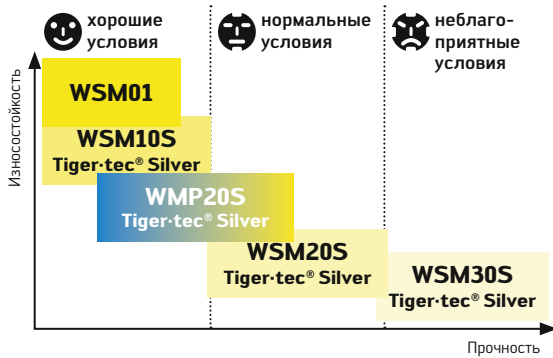 хорошие
условия
нормальные
условия
неблаго-
приятные
условия
Износостойкость
WSM01
WSM10S
Tiger·tec® Silver
WMP20S
Tiger·tec® Silver
WSM20S
Tiger·tec® Silver
WSM30S
Tiger·tec® Silver
Прочность